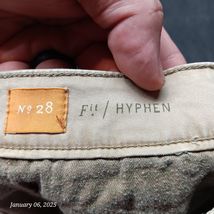 Nº 28
Fit / HYPHEN
January 06, 2025